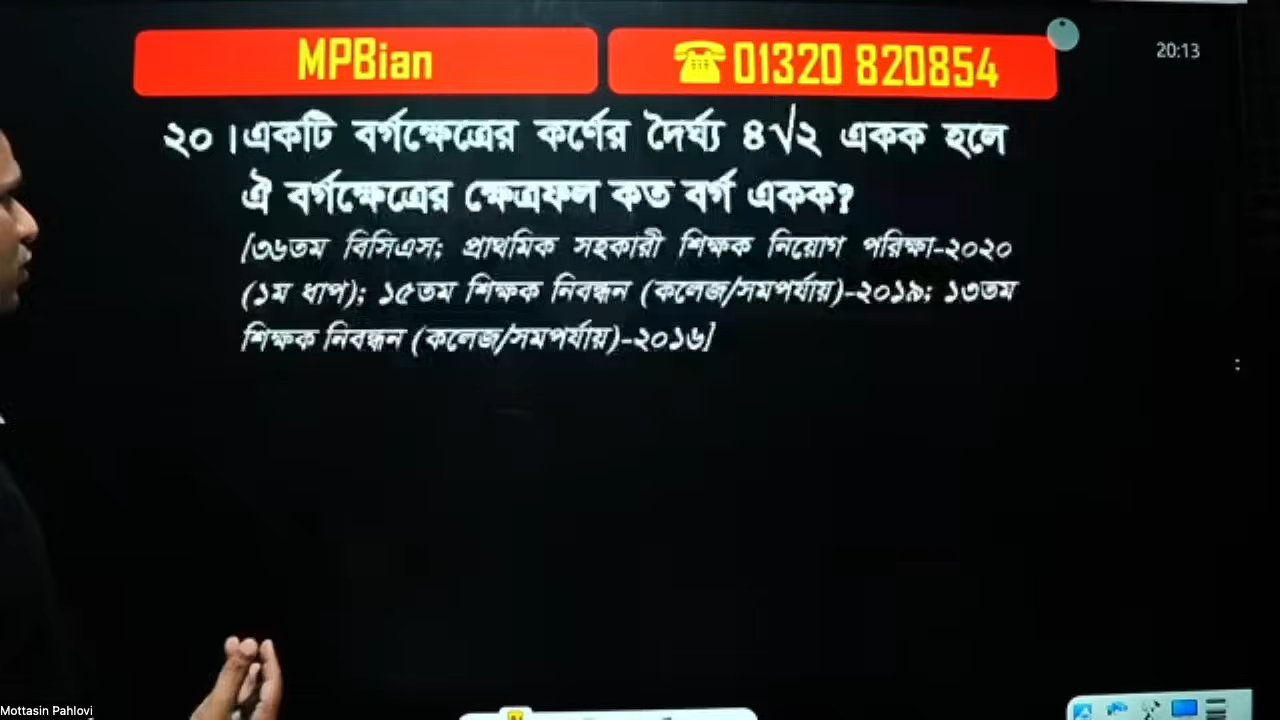 MPBian
☎01320 820854
20:13
২০।একটি বর্গক্ষেত্রের কর্ণের দৈর্ঘ্য ৪√২ একক হলে
ঐ বর্গক্ষেত্রের ক্ষেত্রফল কত বর্গ একক?
[৩৬তম বিসিএস; প্রাথমিক সহকারী শিক্ষক নিয়োগ পরিক্ষা-২০২০
(১ম ধাপ); ১৫তম শিক্ষক নিবন্ধন (কলেজ/সমপর্যায়)-২০১৯; ১৩তম
শিক্ষক নিবন্ধন (কলেজ/সমপর্যায়)-২০১৬]
Mottasin Pahlovi